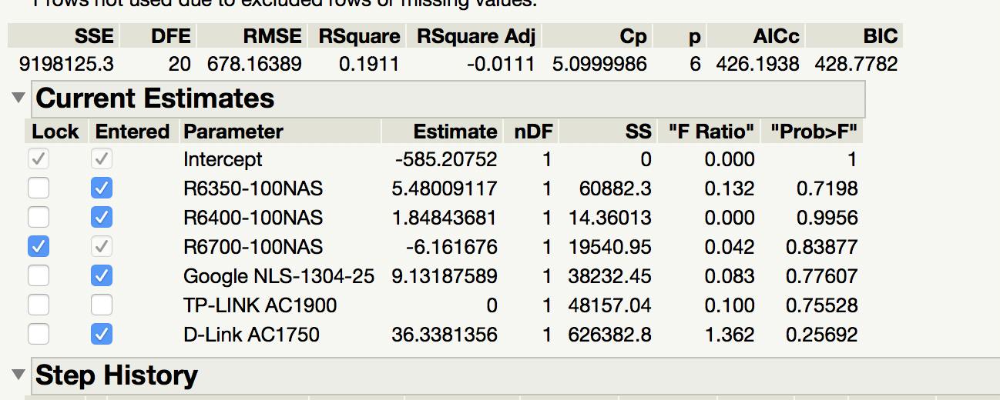 1 rows not used due to excluded rows or missing values.
SSE DFE RMSE RSquare RSquare Adj Cp p AICc BIC
9198125.3 20 678.16389 0.1911 -0.0111 5.0999986 6 426.1938 428.7782
Current Estimates
Lock Entered Parameter Estimate nDF SS "F Ratio" "Prob>F"
Intercept -585.20752 1 0 0.000 1
R6350-100NAS 5.48009117 1 60882.3 0.132 0.7198
R6400-100NAS 1.84843681 1 14.36013 0.000 0.9956
R6700-100NAS -6.161676 1 19540.95 0.042 0.83877
Google NLS-1304-25 9.13187589 1 38232.45 0.083 0.77607
TP-LINK AC1900 0 1 48157.04 0.100 0.75528
D-Link AC1750 36.3381356 1 626382.8 1.362 0.25692
Step History